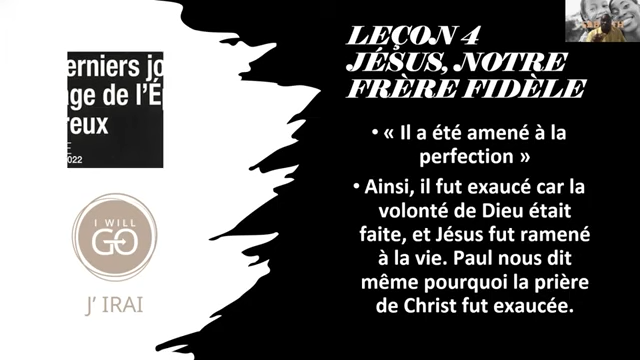 LEÇON 4
JÉSUS, NOTRE
FRÈRE FIDÈLE
• « Il a été amené à la
perfection »
• Ainsi, il fut exaucé car la
volonté de Dieu était
faite, et Jésus fut ramené
à la vie. Paul nous dit
même pourquoi la prière
de Christ fut exaucée.
erniers jo
ge de l'É
reux
2022
I WILL
GO
J' IRAI